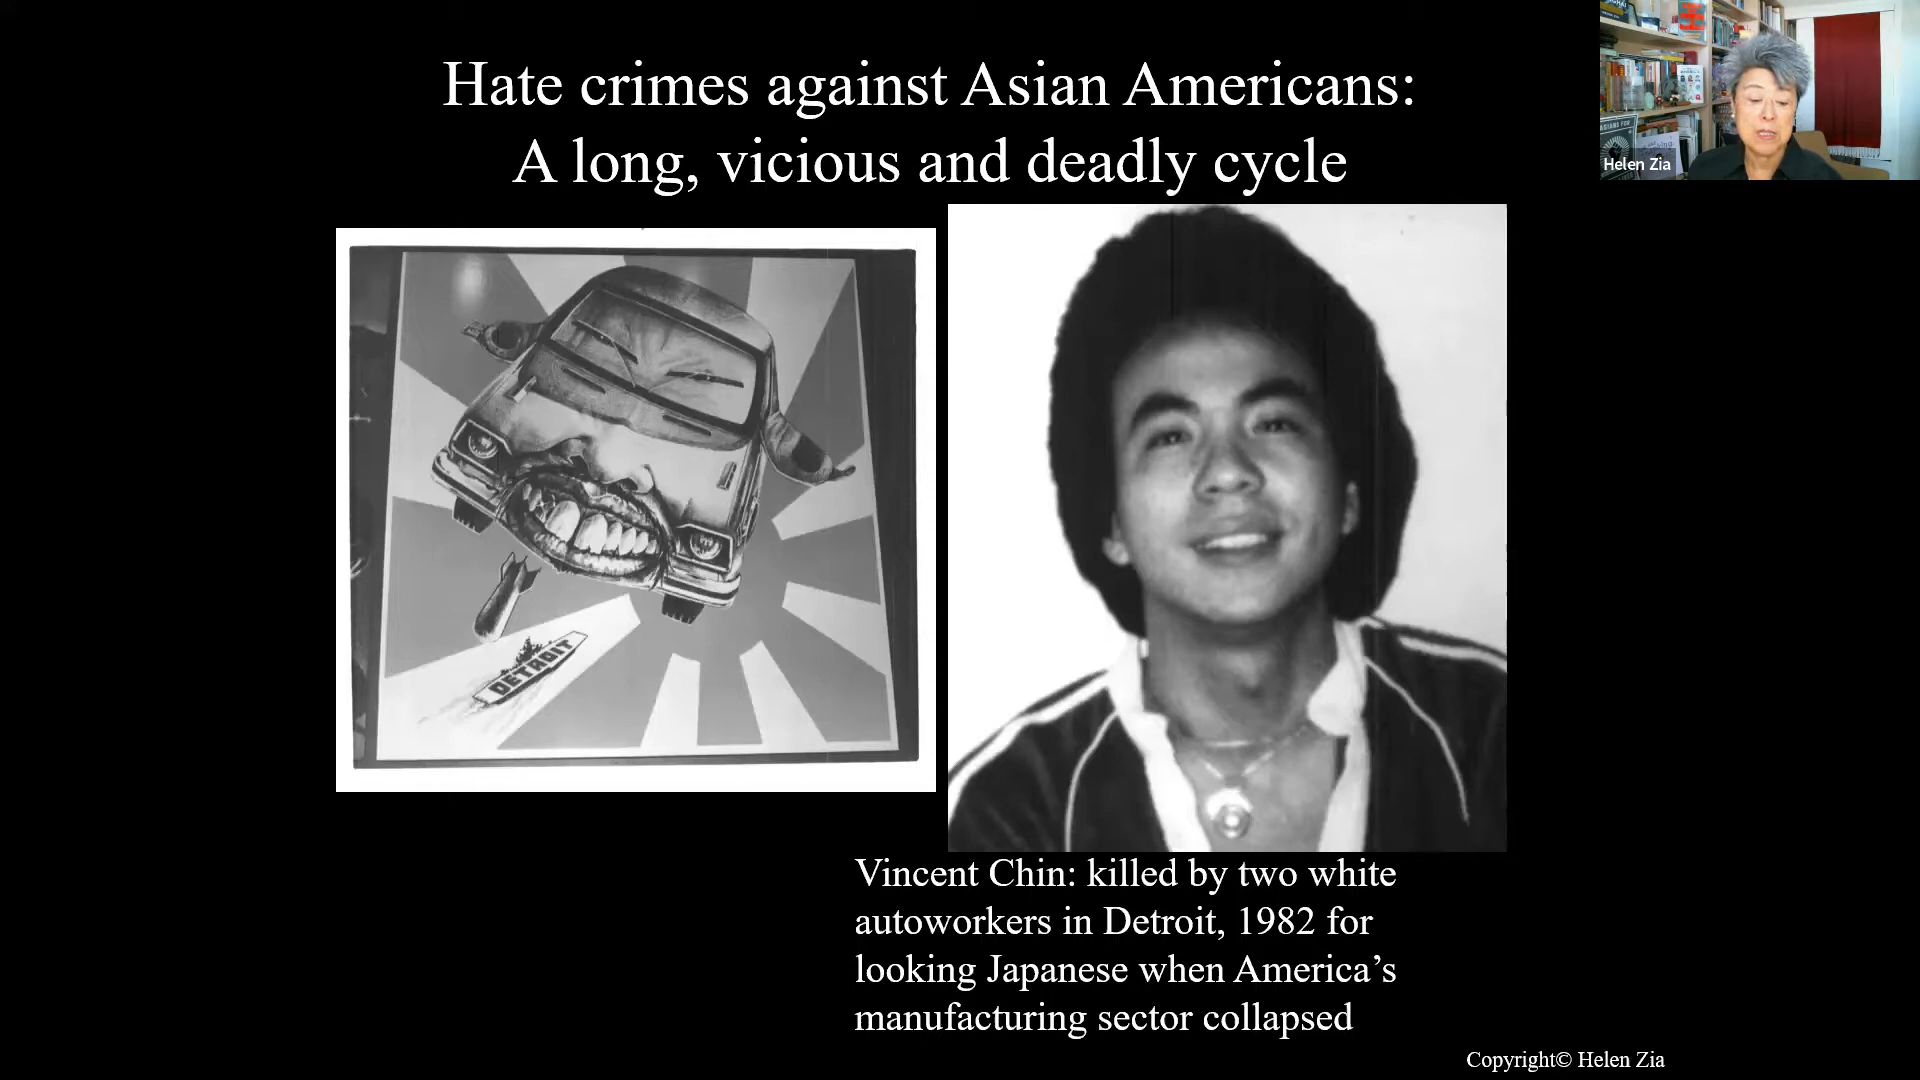 Hate crimes against Asian Americans:
A long, vicious and deadly cycle
Helen Zia
DETROIT
Vincent Chin: killed by two white
autoworkers in Detroit, 1982 for
looking Japanese when America’s
manufacturing sector collapsed
Copyright© Helen Zia